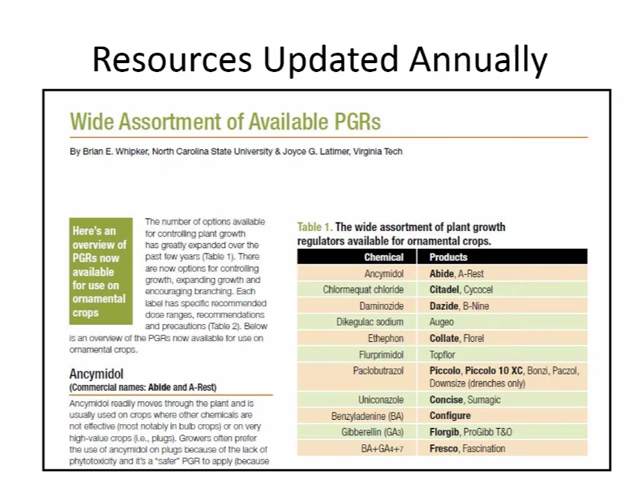 Resources Updated Annually
Wide Assortment of Available PGRs
By Brian E. Whipker, North Carolina State University & Joyce G. Latimer, Virginia Tech
Here's an
overview of
PGRs now
available
for use on
ornamental
crops
The number of options available
for controlling plant growth
has greatly expanded over the
past few years (Table 1). There
are now options for controlling
growth, expanding growth and
encouraging branching. Each
label has specific recommended
dose ranges, recommendations
and precautions (Table 2). Below
is an overview of the PGRs now available for use on
ornamental crops.
Ancymidol
(Commercial names: Abide and A-Rest)
Ancymidol readily moves through the plant and is
usually used on crops where other chemicals are
not effective (most notably in bulb crops) or on very
high-value crops (i.e., plugs). Growers often prefer
the use of ancymidol on plugs because of the lack of
phytotoxicity and it's a "safer" PGR to apply (because
Table 1. The wide assortment of plant growth
regulators available for ornamental crops.
Chemical Products
Ancymidol Abide, A-Rest
Chlormequat chloride Citadel, Cycocel
Daminozide Dazide, B-Nine
Dikegulac sodium Augeo
Ethephon Collate, Florel
Flurprimidol Topflor
Paclobutrazol Piccolo, Piccolo 10 XC, Bonzi, Paczol,
Downsize (drenches only)
Uniconazole Concise, Sumagic
Benzyladenine (BA) Configure
Gibberellin (GA3) Florgib, ProGibb T&O
BA+GA4+7 Fresco, Fascination